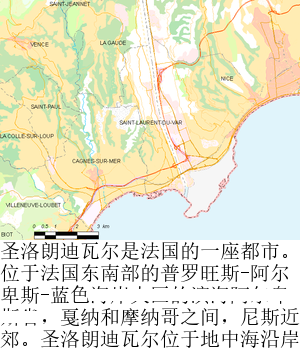 SAINT-JEANNET
VENCE
LA GAUDE
NICE
SAINT-PAUL
SAINT-LAURENT-DU-VAR
LA COLLE-SUR-LOUP
CAGNES-SUR-MER
VILLENEUVE-LOUBET
BIOT
0 1 2 3 km
圣洛朗迪瓦尔是法国的一座都市。
位于法国东南部的普罗旺斯-阿尔
卑斯-蓝色
，戛纳和摩纳哥之间，尼斯近
郊。圣洛朗迪瓦尔位于地中海沿岸